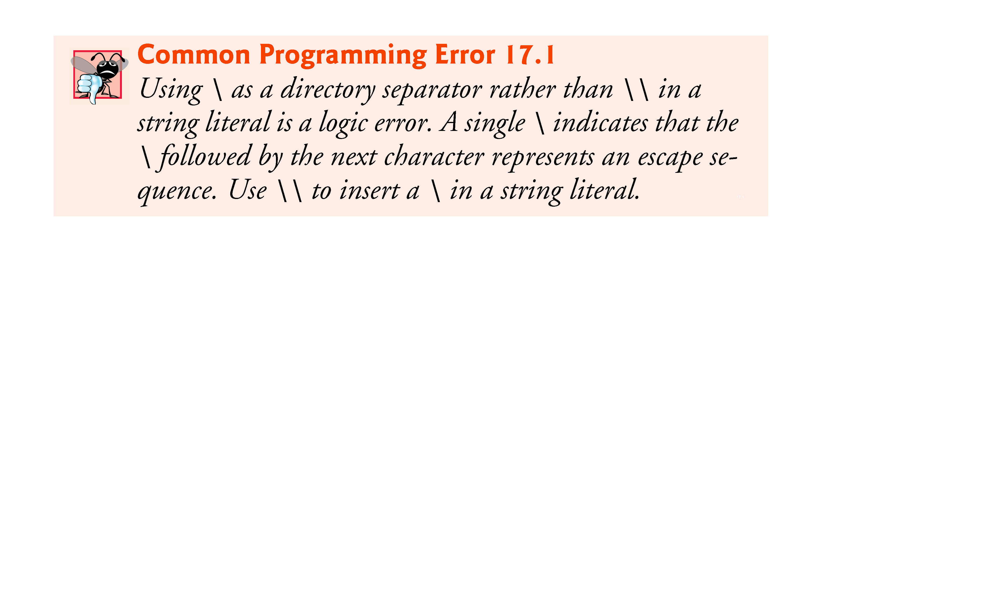 Common Programming Error 17.1
Using \ as a directory separator rather than \\ in a
string literal is a logic error. A single \ indicates that the
\ followed by the next character represents an escape se-
quence. Use \\ to insert a \ in a string literal.